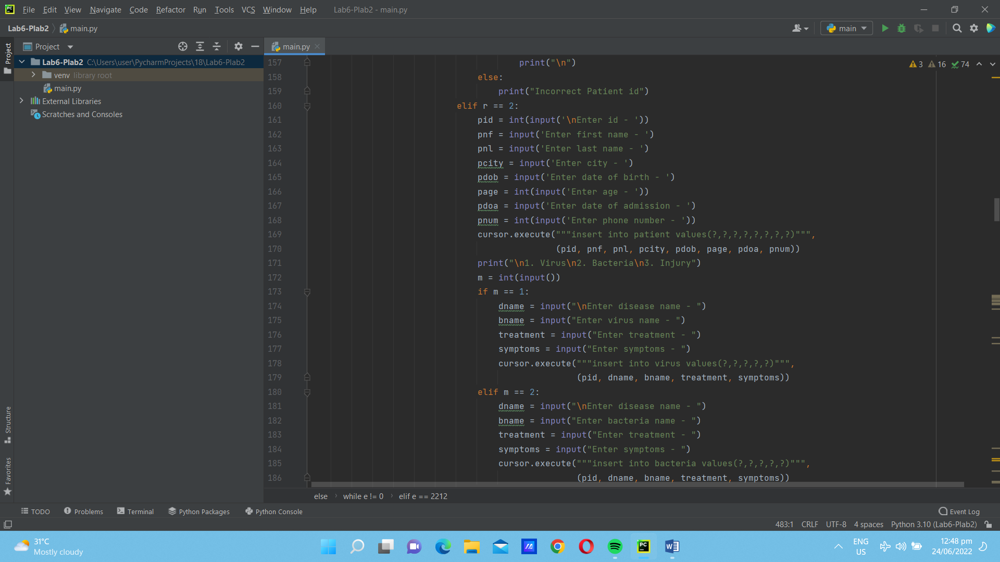 File Edit View Navigate Code Refactor Run Tools VCS Window Help Lab6-Plab2 - main.py
Lab6-Plab2 main.py main
Project main.py
Project
Lab6-Plab2 C:\Users\user\PycharmProjects\18\Lab6-Plab2
venv library root
main.py
External Libraries
Scratches and Consoles
3 16 74
157 print("\n")
158 else:
159 print("Incorrect Patient id")
160 elif r == 2:
161 pid = int(input('\nEnter id - '))
162 pnf = input('Enter first name - ')
163 pnl = input('Enter last name - ')
164 pcity = input('Enter city - ')
165 pdob = input('Enter date of birth - ')
166 page = int(input('Enter age - '))
167 pdoa = input('Enter date of admission - ')
168 pnum = int(input('Enter phone number - '))
169 cursor.execute("""insert into patient values(?,?,?,?,?,?,?,?)""",
170 (pid, pnf, pnl, pcity, pdob, page, pdoa, pnum))
171 print("\n1. Virus\n2. Bacteria\n3. Injury")
172 m = int(input())
173 if m == 1:
174 dname = input("\nEnter disease name - ")
175 bname = input("Enter virus name - ")
176 treatment = input("Enter treatment - ")
177 symptoms = input("Enter symptoms - ")
178 cursor.execute("""insert into virus values(?,?,?,?,?)""",
179 (pid, dname, bname, treatment, symptoms))
180 elif m == 2:
181 dname = input("\nEnter disease name - ")
182 bname = input("Enter bacteria name - ")
183 treatment = input("Enter treatment - ")
184 symptoms = input("Enter symptoms - ")
185 cursor.execute("""insert into bacteria values(?,?,?,?,?)""",
186 (pid, dname, bname, treatment, symptoms))
Structure
Favorites
else while e != 0 elif e == 2212
TODO Problems Terminal Python Packages Python Console Event Log
483:1 CRLF UTF-8 4 spaces Python 3.10 (Lab6-Plab2)
31°C
Mostly cloudy
PC
W
ENG
US
12:48 pm
24/06/2022